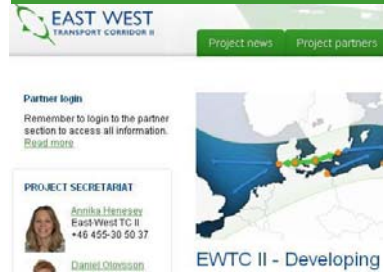 EAST WEST
TRANSPORT CORRIDOR II
Project news
Project partners
Partner login
Remember to login to the partner
section to access all information.
Read more
PROJECT SECRETARIAT
Annika Henesey
East-West TC II
+46 455-30 50 37
Daniel Olovsson
EWTC II - Developing